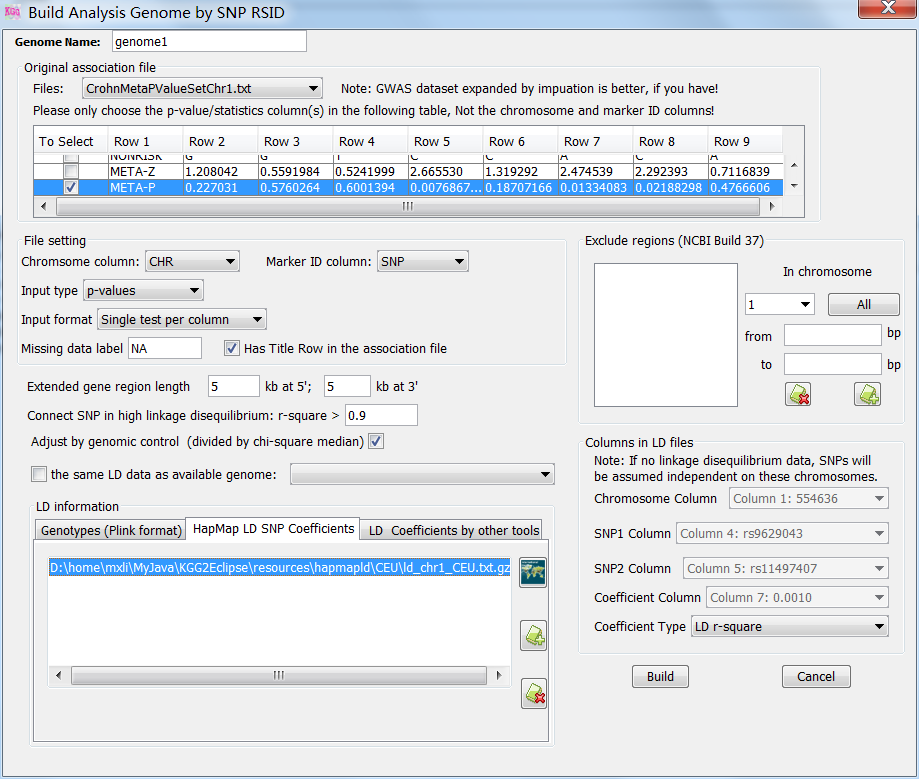 KGG Build Analysis Genome by SNP RSID
Genome Name: genome1
Original association file
Files: CrohnMetaPValueSetChr1.txt Note: GWAS dataset expanded by impuation is better, if you have!
Please only choose the p-value/statistics column(s) in the following table, Not the chromosome and marker ID columns!
To Select Row 1 Row 2 Row 3 Row 4 Row 5 Row 6 Row 7 Row 8 Row 9
NONRISK G G T C C A C A
META-Z 1.208042 0.5591984 0.5241999 2.665530 1.319292 2.474539 2.292393 0.7116839
META-P 0.227031 0.5760264 0.6001394 0.0076867... 0.18707166 0.01334083 0.02188298 0.4766606
File setting
Chromsome column: CHR Marker ID column: SNP
Input type p-values
Input format Single test per column
Missing data label NA Has Title Row in the association file
Extended gene region length 5 kb at 5'; 5 kb at 3'
Connect SNP in high linkage disequilibrium: r-square > 0.9
Adjust by genomic control (divided by chi-square median)
the same LD data as available genome:
LD information
Genotypes (Plink format) HapMap LD SNP Coefficients LD Coefficients by other tools
D:\home\mxli\MyJava\KGG2Eclipse\resources\hapmapld\CEU\ld_chr1_CEU.txt.gz
Exclude regions (NCBI Build 37)
In chromosome
1 All
from bp
to bp
Columns in LD files
Note: If no linkage disequilibrium data, SNPs will
be assumed independent on these chromosomes.
Chromosome Column Column 1: 554636
SNP1 Column Column 4: rs9629043
SNP2 Column Column 5: rs11497407
Coefficient Column Column 7: 0.0010
Coefficient Type LD r-square
Build Cancel